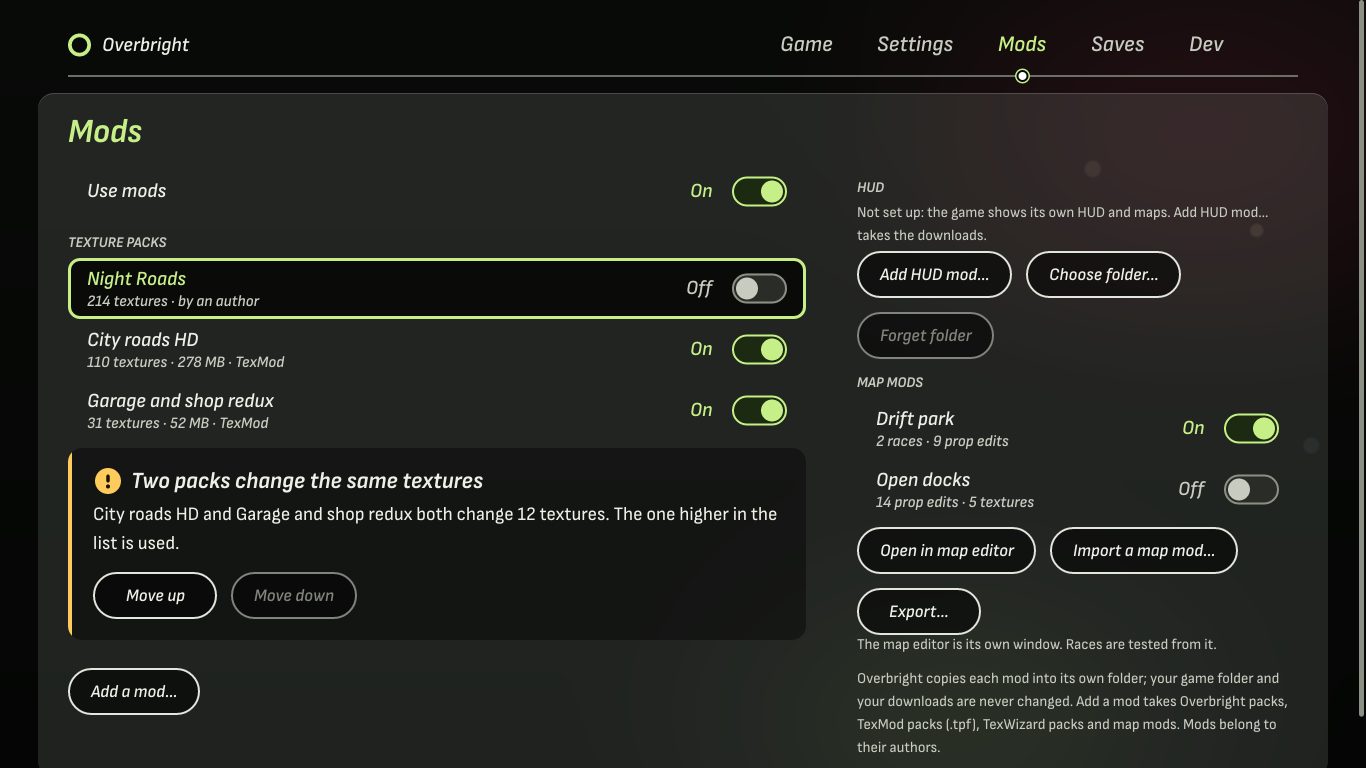 Overbright
Game
Settings
Mods
Saves
Dev
Mods
Use mods
On
TEXTURE PACKS
Night Roads
214 textures · by an author
Off
City roads HD
110 textures · 278 MB · TexMod
On
Garage and shop redux
31 textures · 52 MB · TexMod
On
Two packs change the same textures
City roads HD and Garage and shop redux both change 12 textures. The one higher in the
list is used.
Move up
Move down
Add a mod...
HUD
Not set up: the game shows its own HUD and maps. Add HUD mod...
takes the downloads.
Add HUD mod...
Choose folder...
Forget folder
MAP MODS
Drift park
2 races · 9 prop edits
On
Open docks
14 prop edits · 5 textures
Off
Open in map editor
Import a map mod...
Export...
The map editor is its own window. Races are tested from it.
Overbright copies each mod into its own folder; your game folder and
your downloads are never changed. Add a mod takes Overbright packs,
TexMod packs (.tpf), TexWizard packs and map mods. Mods belong to
their authors.